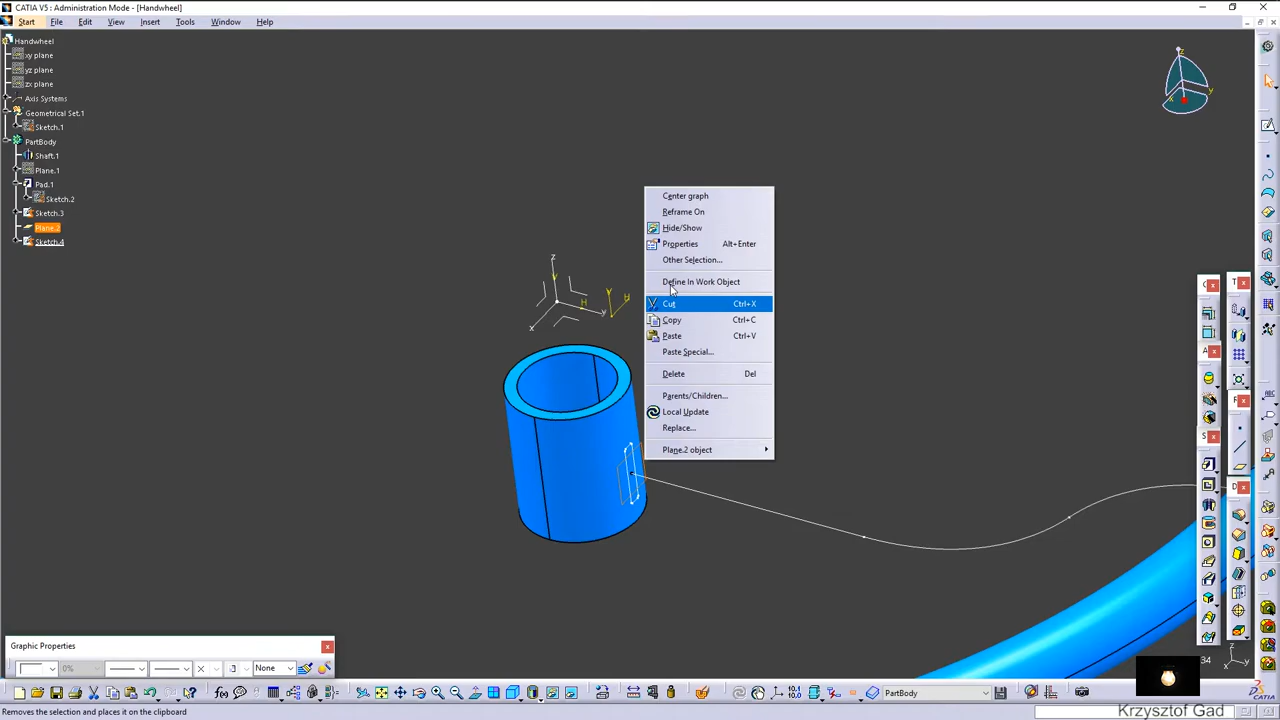 CATIA V5 : Administration Mode - [Handwheel]
Start File Edit View Insert Tools Window Help
Handwheel
xy plane
yz plane
zx plane
Axis Systems
Geometrical Set.1
Sketch.1
PartBody
Shaft.1
Plane.1
Pad.1
Sketch.2
Sketch.3
Plane.2
Sketch.4
Center graph
Reframe On
Hide/Show
Properties Alt+Enter
Other Selection...
Define In Work Object
Cut Ctrl+X
Copy Ctrl+C
Paste Ctrl+V
Paste Special...
Delete Del
Parents/Children...
Local Update
Replace...
Plane.2 object
z
y
x
z
y
x
H
Y
H
Graphic Properties
0%
None
34
PartBody
Removes the selection and places it on the clipboard
Krzysztof Gad